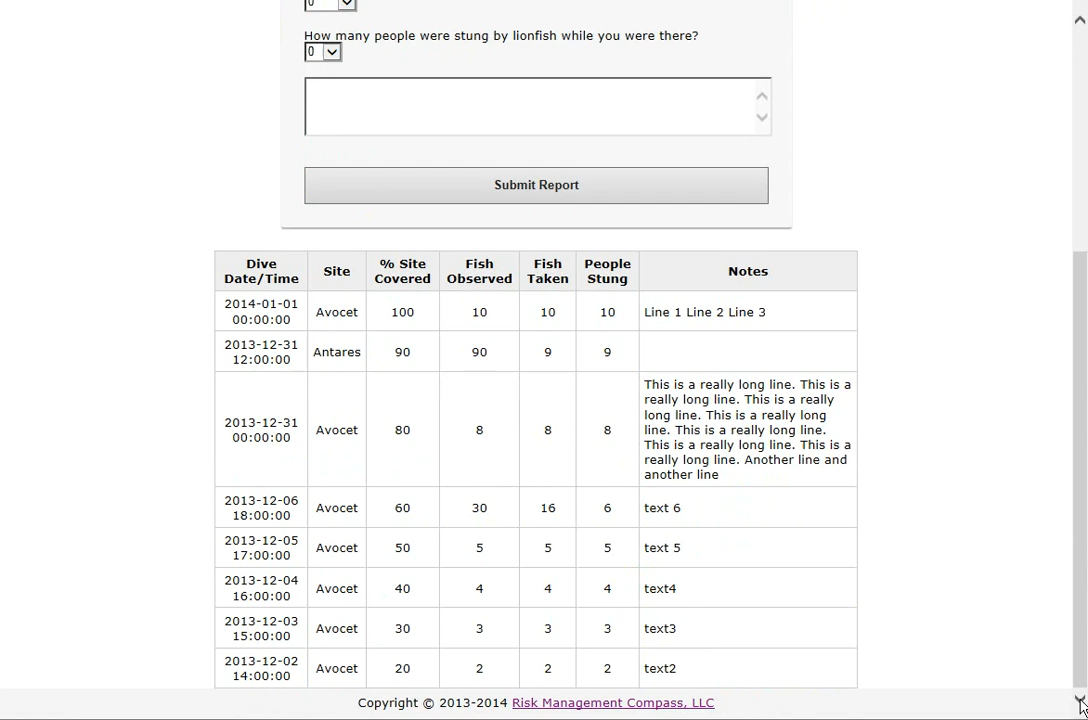 0
How many people were stung by lionfish while you were there?
0
Submit Report
Dive Date/Time Site % Site Covered Fish Observed Fish Taken People Stung Notes
2014-01-01 00:00:00 Avocet 100 10 10 10 Line 1 Line 2 Line 3
2013-12-31 12:00:00 Antares 90 90 9 9
2013-12-31 00:00:00 Avocet 80 8 8 8 This is a really long line. This is a
really long line. This is a really
long line. This is a really long
line. This is a really long line.
This is a really long line. This is a
really long line. Another line and
another line
2013-12-06 18:00:00 Avocet 60 30 16 6 text 6
2013-12-05 17:00:00 Avocet 50 5 5 5 text 5
2013-12-04 16:00:00 Avocet 40 4 4 4 text4
2013-12-03 15:00:00 Avocet 30 3 3 3 text3
2013-12-02 14:00:00 Avocet 20 2 2 2 text2
Copyright © 2013-2014 Risk Management Compass, LLC